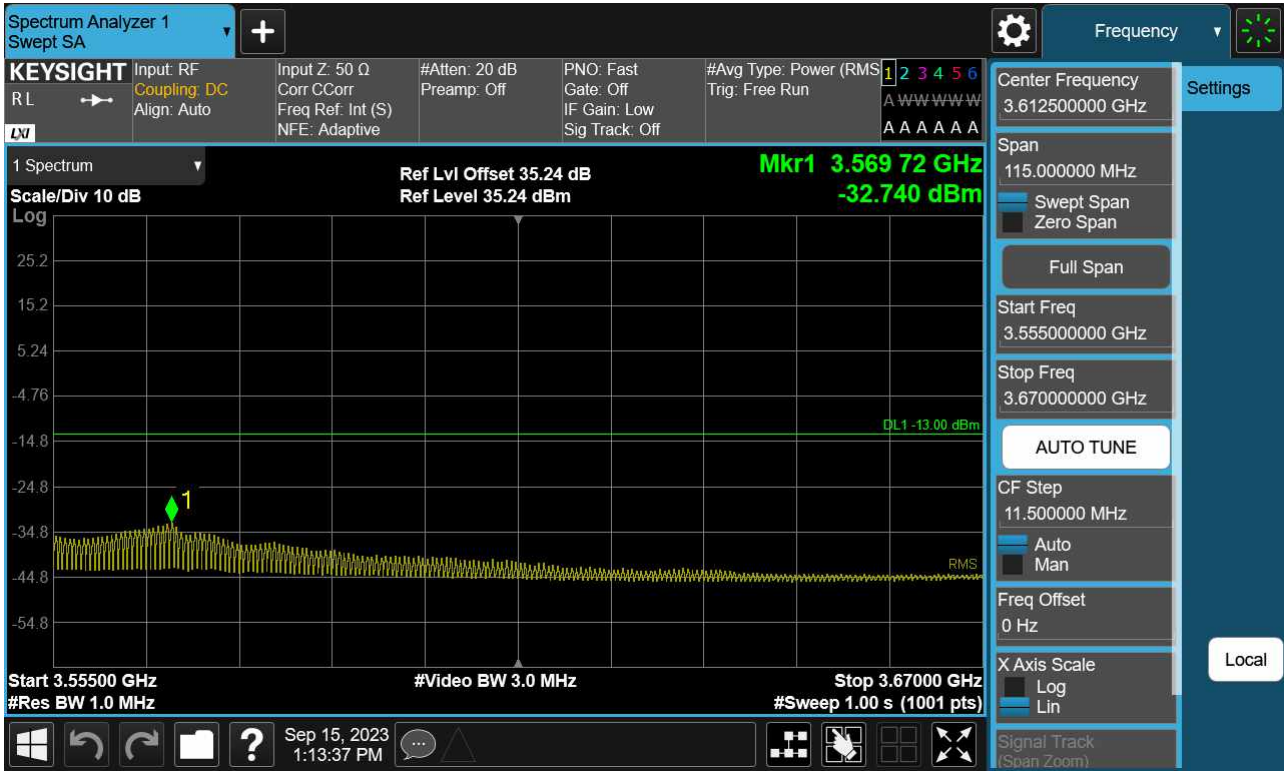 Spectrum Analyzer 1
Swept SA
+
Frequency
KEYSIGHT
R L
LXI
Input: RF
Coupling: DC
Align: Auto
Input Z: 50 Ω
Corr CCorr
Freq Ref: Int (S)
NFE: Adaptive
#Atten: 20 dB
Preamp: Off
PNO: Fast
Gate: Off
IF Gain: Low
Sig Track: Off
#Avg Type: Power (RMS
Trig: Free Run
1 2 3 4 5 6
A W W W W W
A A A A A A
1 Spectrum
Scale/Div 10 dB
Log
Ref Lvl Offset 35.24 dB
Ref Level 35.24 dBm
Mkr1 3.569 72 GHz
-32.740 dBm
25.2
15.2
5.24
-4.76
-14.8
-24.8
-34.8
-44.8
-54.8
DL1 -13.00 dBm
1
RMS
Start 3.55500 GHz
#Res BW 1.0 MHz
#Video BW 3.0 MHz
Stop 3.67000 GHz
#Sweep 1.00 s (1001 pts)
Center Frequency
3.612500000 GHz
Span
115.000000 MHz
Swept Span
Zero Span
Full Span
Start Freq
3.555000000 GHz
Stop Freq
3.670000000 GHz
AUTO TUNE
CF Step
11.500000 MHz
Auto
Man
Freq Offset
0 Hz
X Axis Scale
Log
Lin
Signal Track
(Span Zoom)
Settings
Local
?
Sep 15, 2023
1:13:37 PM